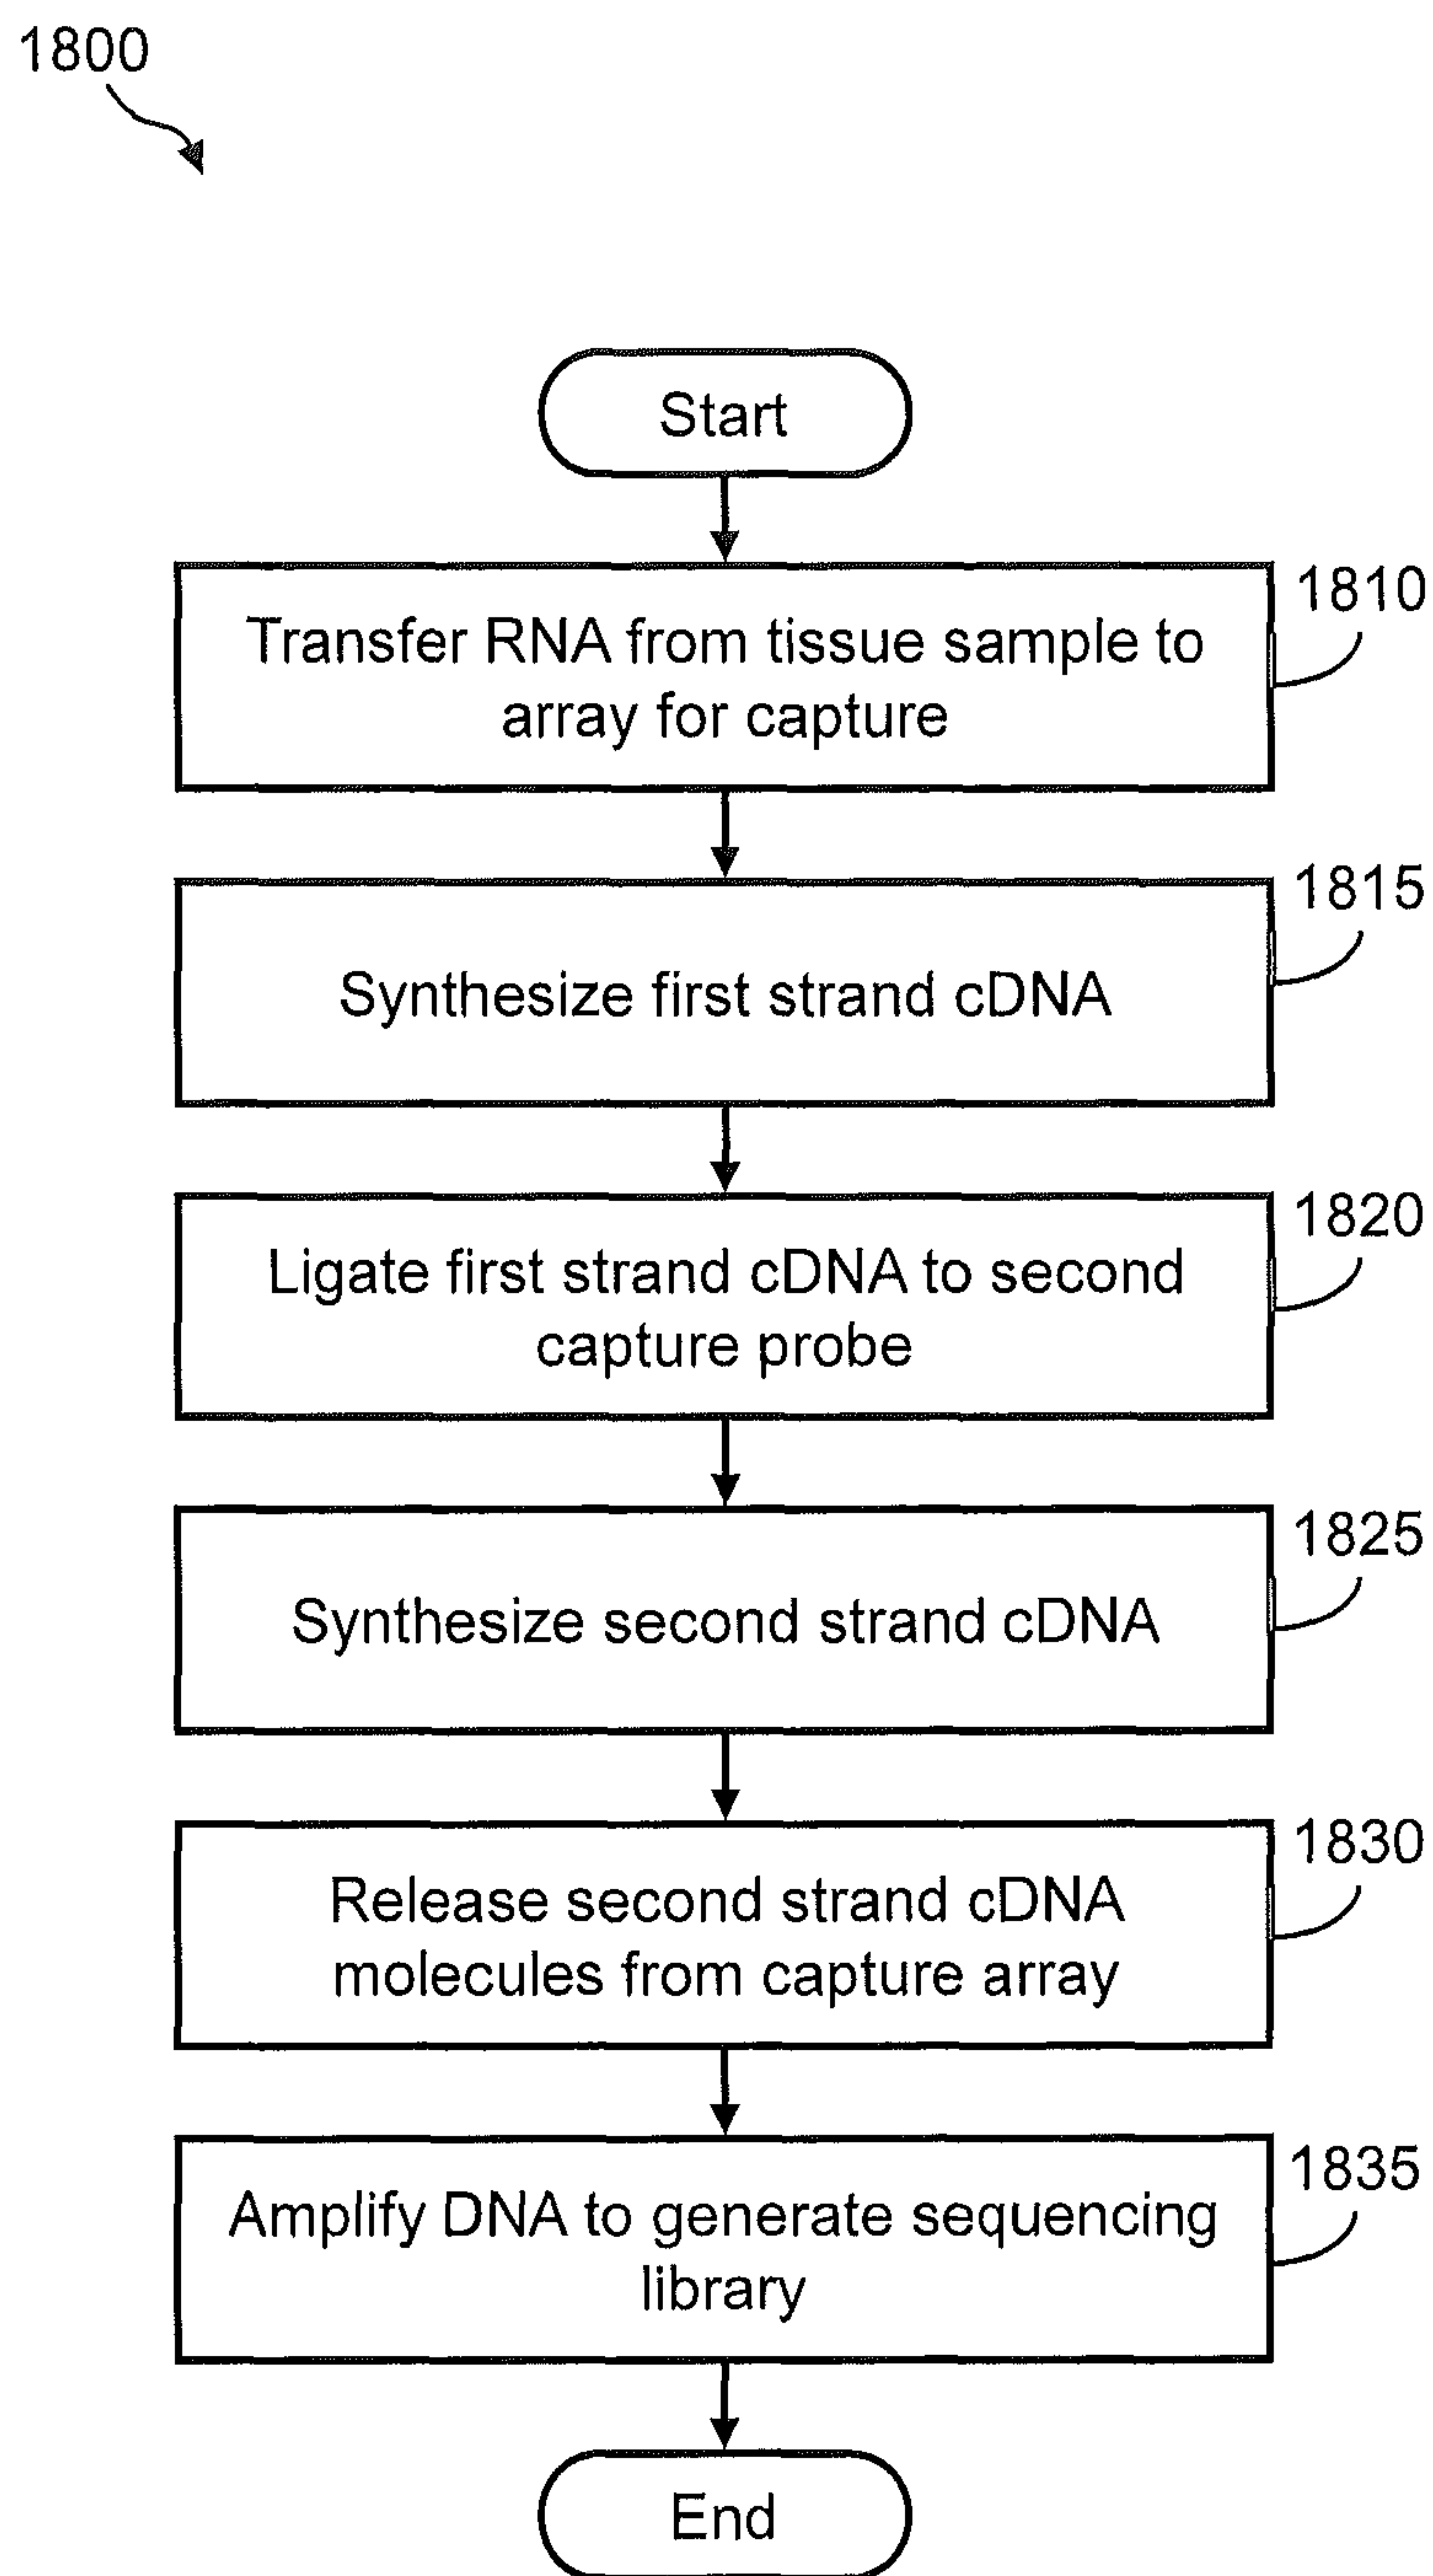 1800
Start
Transfer RNA from tissue sample to
array for capture
1810
Synthesize first strand cDNA
1815
Ligate first strand cDNA to second
capture probe
1820
Synthesize second strand cDNA
1825
Release second strand cDNA
molecules from capture array
1830
Amplify DNA to generate sequencing
library
1835
End